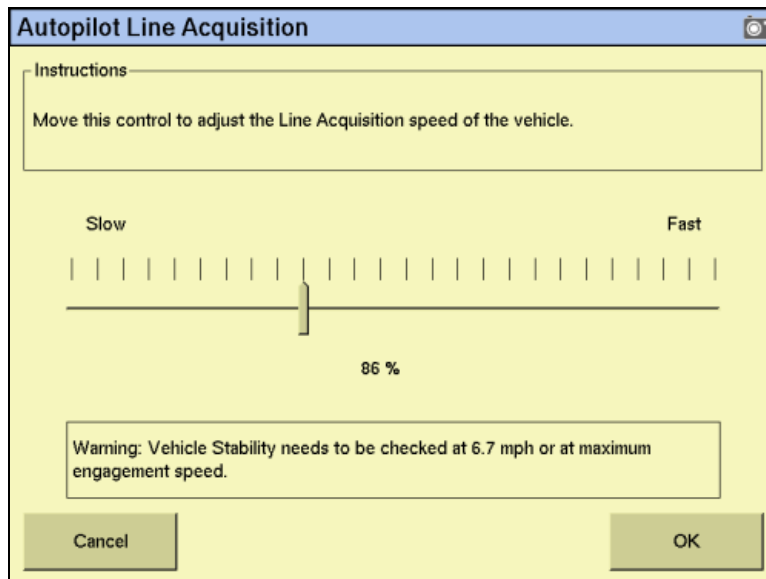 Autopilot Line Acquisition
Instructions
Move this control to adjust the Line Acquisition speed of the vehicle.
Slow Fast
86 %
Warning: Vehicle Stability needs to be checked at 6.7 mph or at maximum
engagement speed.
Cancel OK